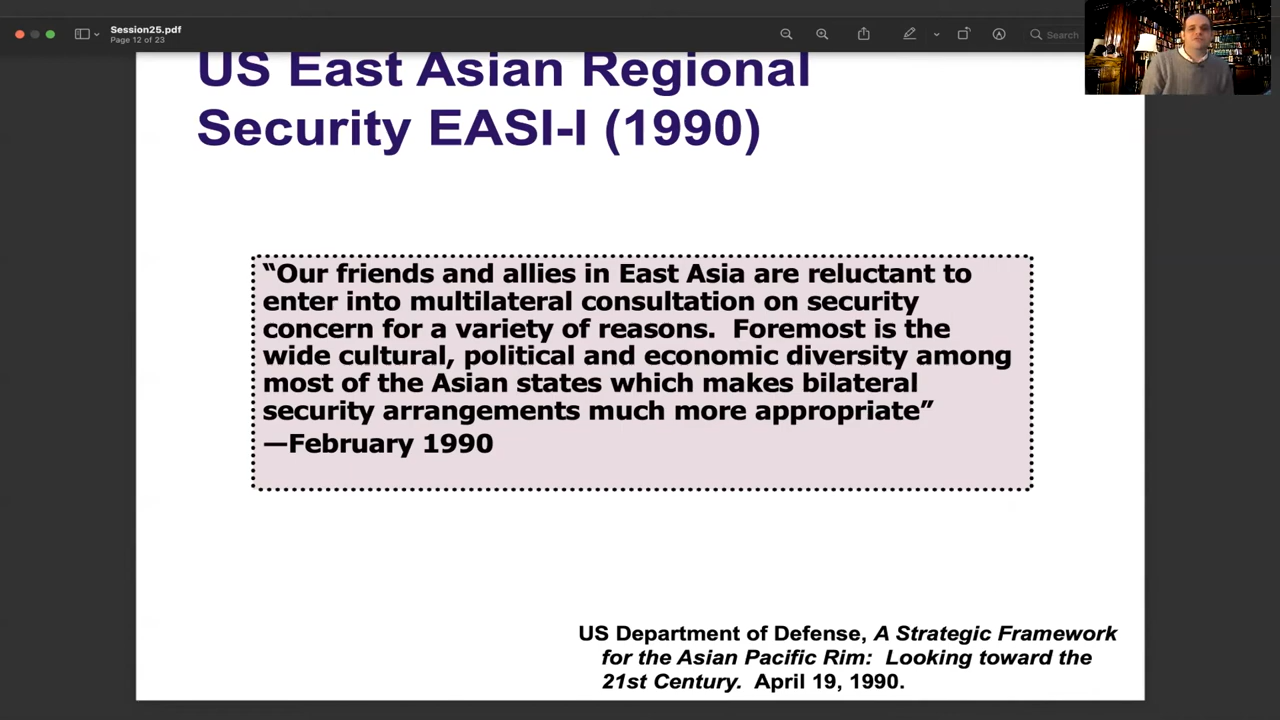 Session25.pdf
Page 12 of 23
Search
US East Asian Regional
Security EASI-I (1990)
“Our friends and allies in East Asia are reluctant to
enter into multilateral consultation on security
concern for a variety of reasons.  Foremost is the
wide cultural, political and economic diversity among
most of the Asian states which makes bilateral
security arrangements much more appropriate”
—February 1990
US Department of Defense, A Strategic Framework
for the Asian Pacific Rim:  Looking toward the
21st Century.  April 19, 1990.